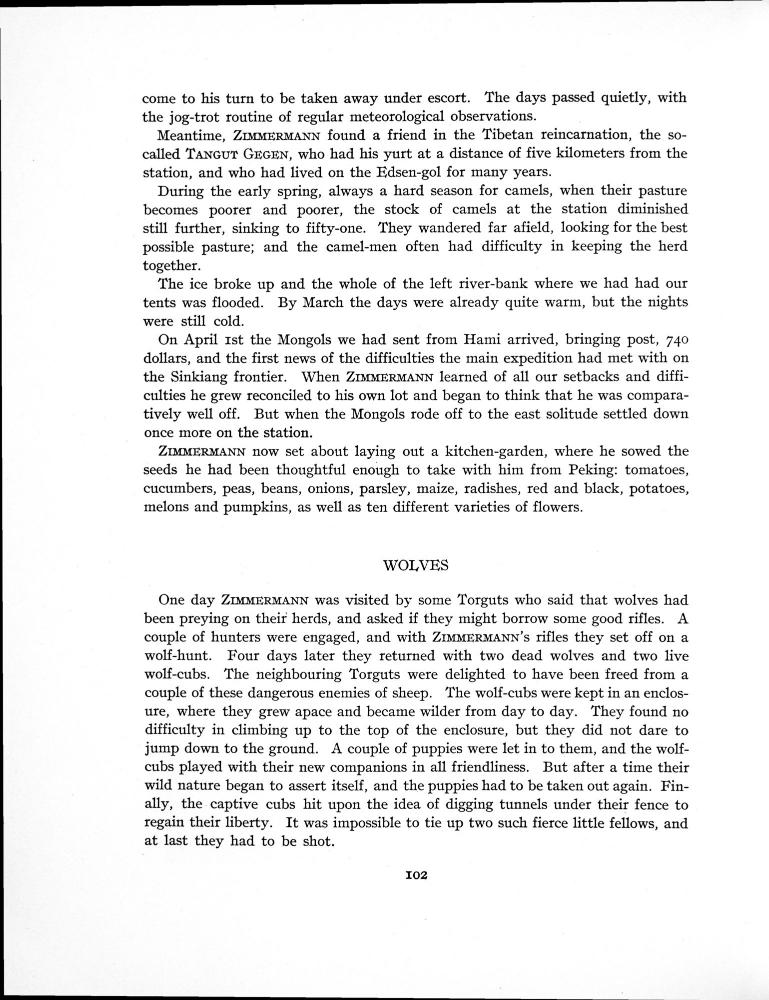 come to his turn to be taken away under escort. The days passed quietly, with
the jog-trot routine of regular meteorological observations.
Meantime, ZIMMERMANN found a friend in the Tibetan reincarnation, the so-
called TANGUT GEGEN, who had his yurt at a distance of five kilometers from the
station, and who had lived on the Edsen-gol for many years.
During the early spring, always a hard season for camels, when their pasture
becomes poorer and poorer, the stock of camels at the station diminished
still further, sinking to fifty-one. They wandered far afield, looking for the best
possible pasture; and the camel-men often had difficulty in keeping the herd
together.
The ice broke up and the whole of the left river-bank where we had had our
tents was flooded. By March the days were already quite warm, but the nights
were still cold.
On April 1st the Mongols we had sent from Hami arrived, bringing post, 740
dollars, and the first news of the difficulties the main expedition had met with on
the Sinkiang frontier. When ZIMMERMANN learned of all our setbacks and diffi-
culties he grew reconciled to his own lot and began to think that he was compara-
tively well off. But when the Mongols rode off to the east solitude settled down
once more on the station.
ZIMMERMANN now set about laying out a kitchen-garden, where he sowed the
seeds he had been thoughtful enough to take with him from Peking: tomatoes,
cucumbers, peas, beans, onions, parsley, maize, radishes, red and black, potatoes,
melons and pumpkins, as well as ten different varieties of flowers.
WOLVES
One day ZIMMERMANN was visited by some Torguts who said that wolves had
been preying on their herds, and asked if they might borrow some good rifles. A
couple of hunters were engaged, and with ZIMMERMANN's rifles they set off on a
wolf-hunt. Four days later they returned with two dead wolves and two live
wolf-cubs. The neighbouring Torguts were delighted to have been freed from a
couple of these dangerous enemies of sheep. The wolf-cubs were kept in an enclos-
ure, where they grew apace and became wilder from day to day. They found no
difficulty in climbing up to the top of the enclosure, but they did not dare to
jump down to the ground. A couple of puppies were let in to them, and the wolf-
cubs played with their new companions in all friendliness. But after a time their
wild nature began to assert itself, and the puppies had to be taken out again. Fin-
ally, the captive cubs hit upon the idea of digging tunnels under their fence to
regain their liberty. It was impossible to tie up two such fierce little fellows, and
at last they had to be shot.
102